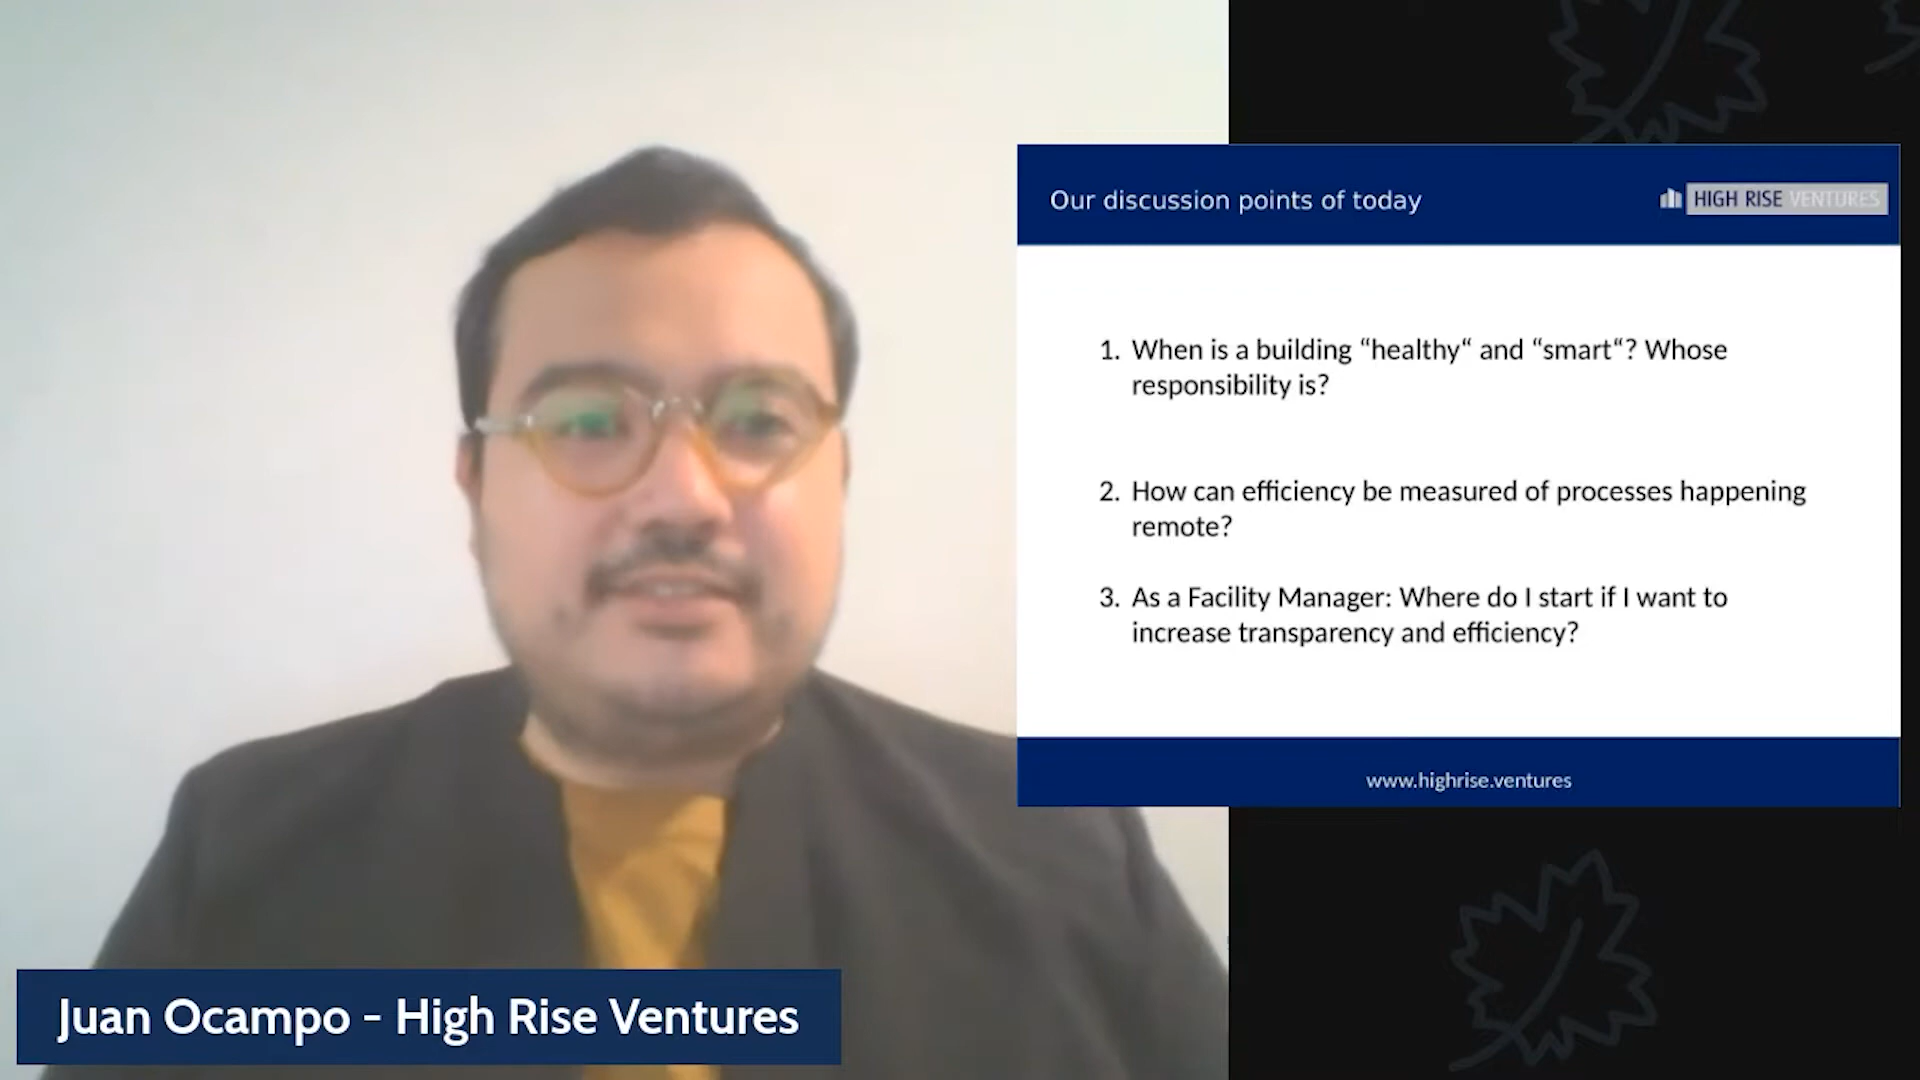 Our discussion points of today
HIGH RISE VENTURES
1. When is a building “healthy“ and “smart“? Whose
responsibility is?
2. How can efficiency be measured of processes happening
remote?
3. As a Facility Manager: Where do I start if I want to
increase transparency and efficiency?
www.highrise.ventures
Juan Ocampo - High Rise Ventures